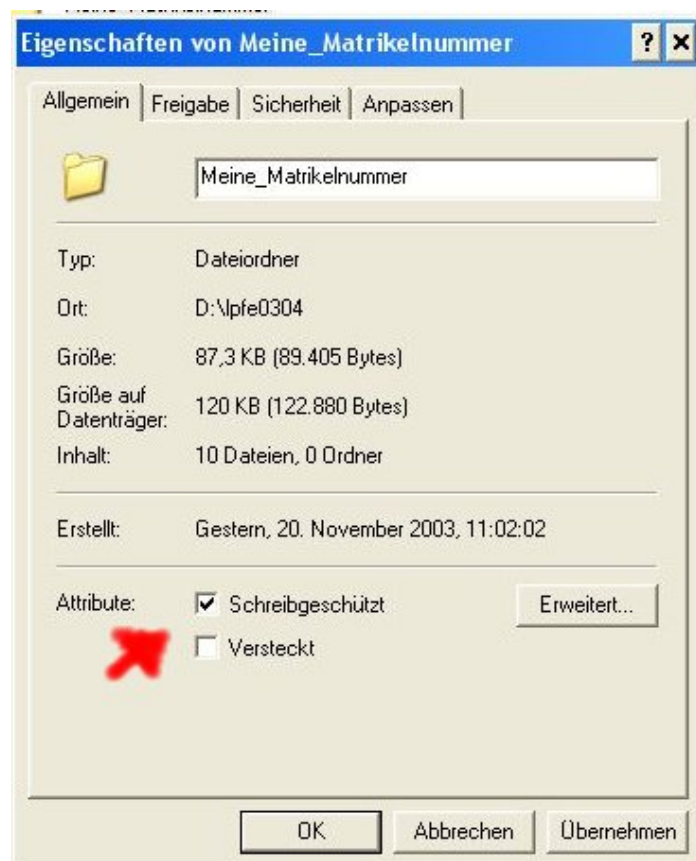 Eigenschaften von Meine_Matrikelnummer ? ×
Allgemein Freigabe Sicherheit Anpassen
Meine_Matrikelnummer
Typ: Dateiordner
Ort: D:\lpfe0304
Größe: 87,3 KB (89.405 Bytes)
Größe auf
Datenträger: 120 KB (122.880 Bytes)
Inhalt: 10 Dateien, 0 Ordner
Erstellt: Gestern, 20. November 2003, 11:02:02
Attribute: Schreibgeschützt Erweitert...
Versteckt
OK Abbrechen Übernehmen